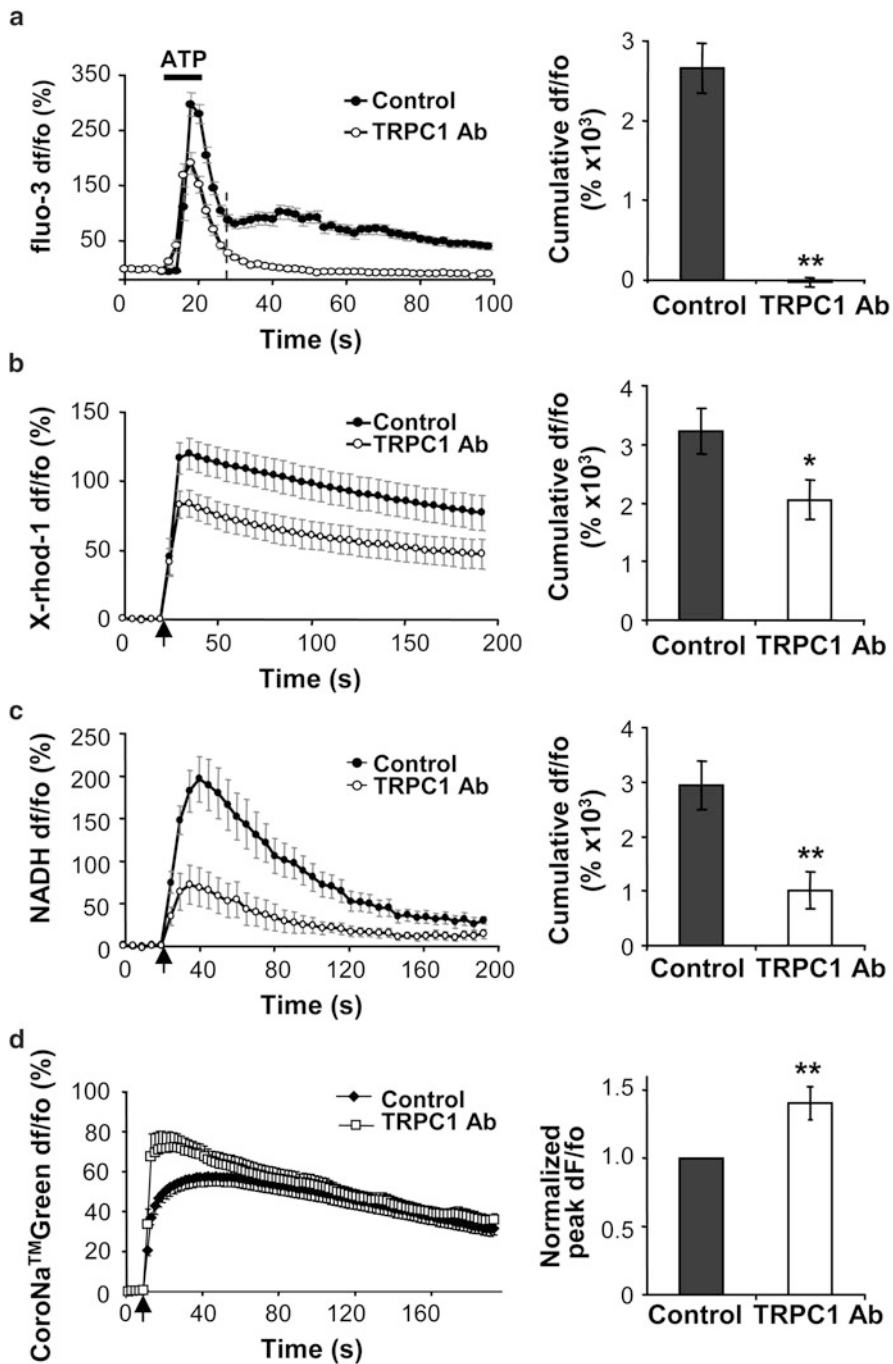 a
ATP
fluo-3 df/fo (%)
350
250
150
50
Control
TRPC1 Ab
0 20 40 60 80 100
Time (s)
Cumulative df/fo
(% x10³)
3
2
1
0
Control TRPC1 Ab
**
b
X-rhod-1 df/fo (%)
150
100
50
0
Control
TRPC1 Ab
0 50 100 150 200
Time (s)
Cumulative df/fo
(% x10³)
4
3
2
1
0
Control TRPC1 Ab
*
c
NADH df/fo (%)
250
200
150
100
50
0
Control
TRPC1 Ab
0 40 80 120 160 200
Time (s)
Cumulative df/fo
(% x10³)
4
3
2
1
0
Control TRPC1 Ab
**
d
CoroNa™Green df/fo (%)
100
80
60
40
20
0
Control
TRPC1 Ab
0 40 80 120 160
Time (s)
Normalized
peak dF/fo
1.5
1.0
0.5
0
Control TRPC1 Ab
**